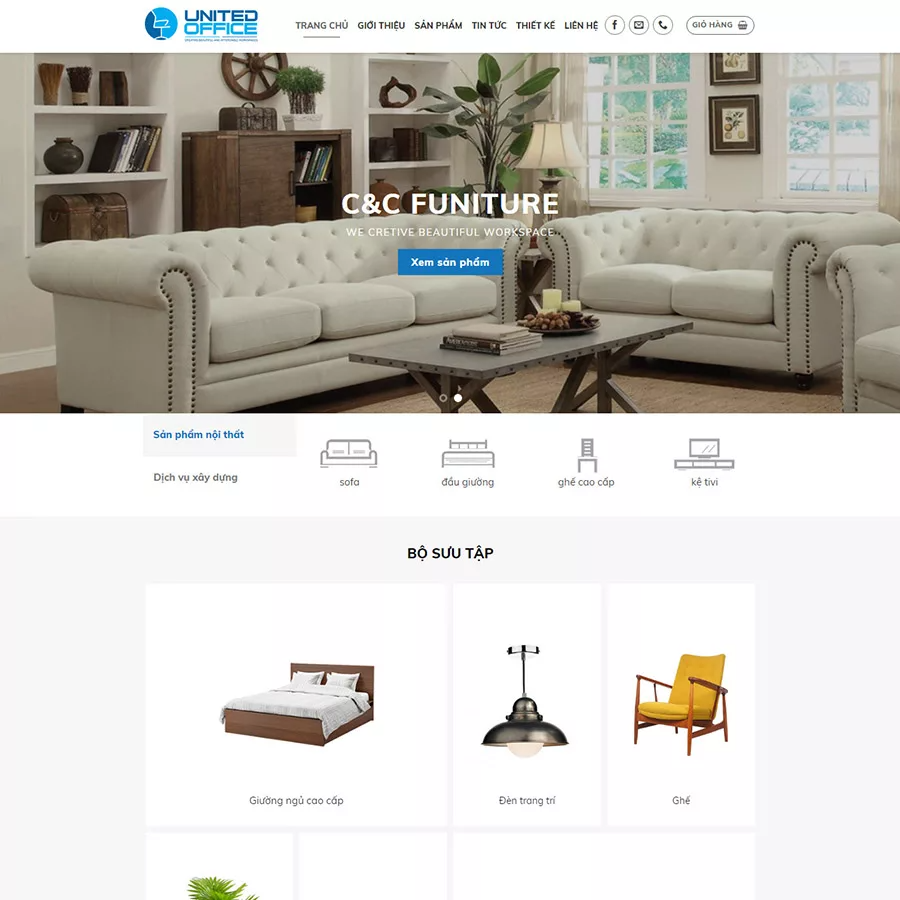 UNITED
OFFICE
TRANG CHỦ
GIỚI THIỆU
SẢN PHẨM
TIN TỨC
THIẾT KẾ
LIÊN HỆ
GIỎ HÀNG
C&C FUNITURE
WE CRETIVE BEAUTIFUL WORKSPACE
Xem sản phẩm
Sản phẩm nội thất
Dịch vụ xây dựng
sofa
đầu giường
ghế cao cấp
kệ tivi
BỘ SƯU TẬP
Giường ngủ cao cấp
Đèn trang trí
Ghế